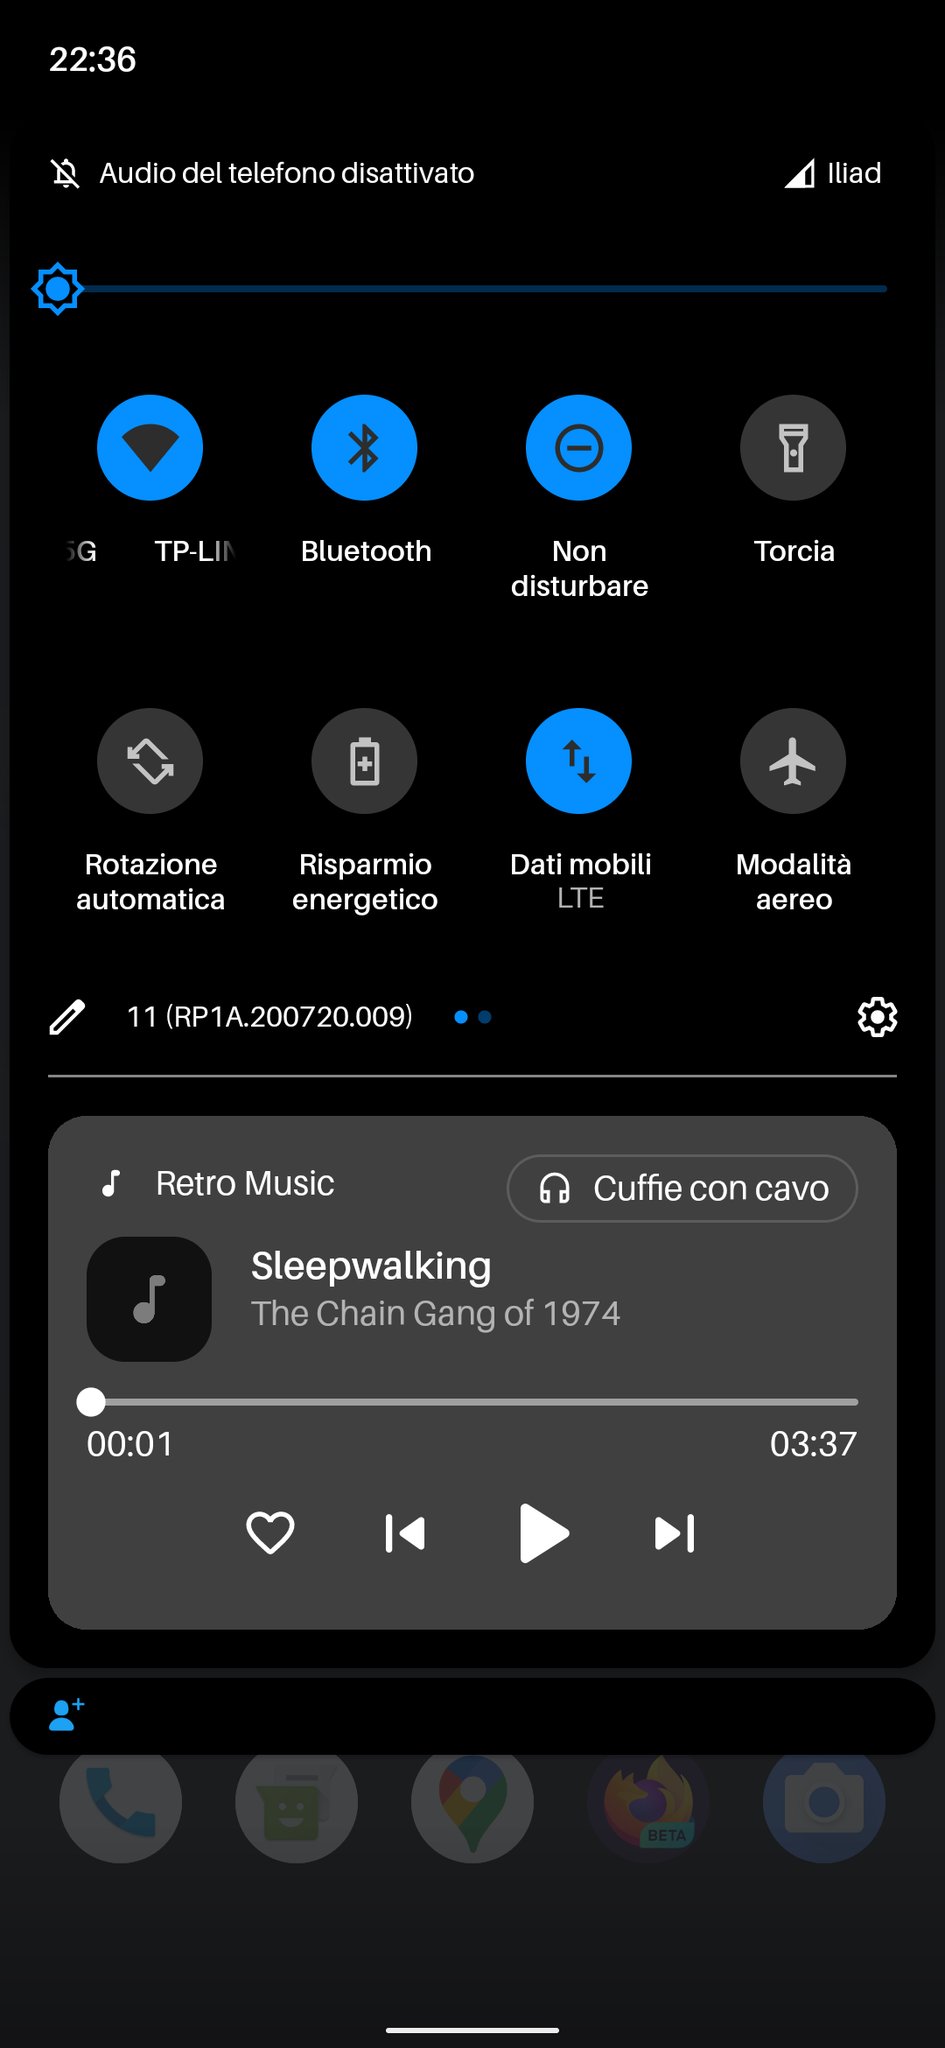 22:36
Audio del telefono disattivato
Iliad
5G TP-LIN
Bluetooth
Non
disturbare
Torcia
Rotazione
automatica
Risparmio
energetico
Dati mobili
LTE
Modalità
aereo
11 (RP1A.200720.009)
Retro Music
Cuffie con cavo
Sleepwalking
The Chain Gang of 1974
00:01
03:37
BETA